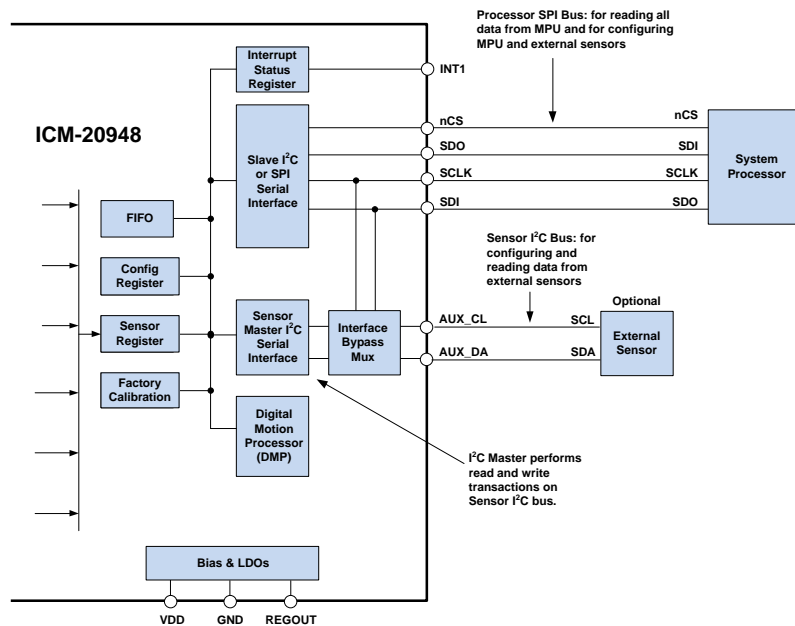 Processor SPI Bus: for reading all
data from MPU and for configuring
MPU and external sensors
ICM-20948
Interrupt
Status
Register
INT1
Slave I²C
or SPI
Serial
Interface
nCS
SDO
SCLK
SDI
nCS
SDI
SCLK
SDO
System
Processor
FIFO
Config
Register
Sensor
Register
Factory
Calibration
Sensor I²C Bus: for
configuring and
reading data from
external sensors
Sensor
Master I²C
Serial
Interface
Interface
Bypass
Mux
AUX_CL
AUX_DA
SCL
SDA
Optional
External
Sensor
Digital
Motion
Processor
(DMP)
I²C Master performs
read and write
transactions on
Sensor I²C bus.
Bias & LDOs
VDD
GND
REGOUT